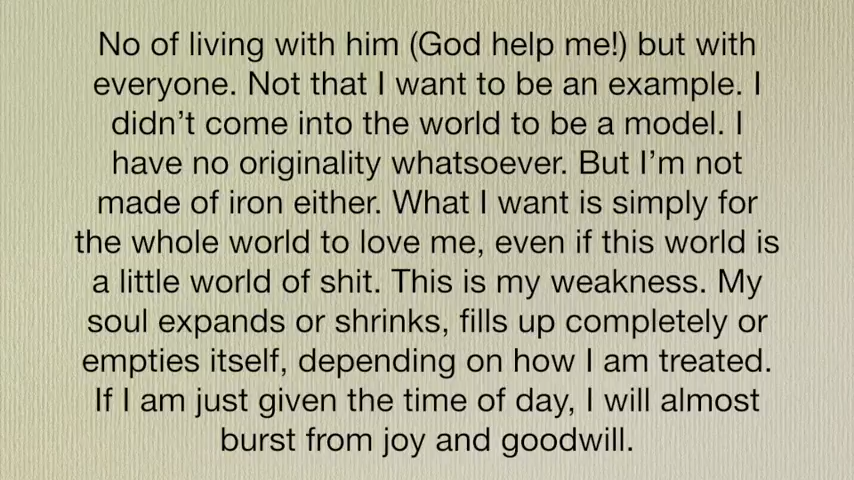 No of living with him (God help me!) but with
everyone. Not that I want to be an example. I
didn’t come into the world to be a model. I
have no originality whatsoever. But I’m not
made of iron either. What I want is simply for
the whole world to love me, even if this world is
a little world of shit. This is my weakness. My
soul expands or shrinks, fills up completely or
empties itself, depending on how I am treated.
If I am just given the time of day, I will almost
burst from joy and goodwill.